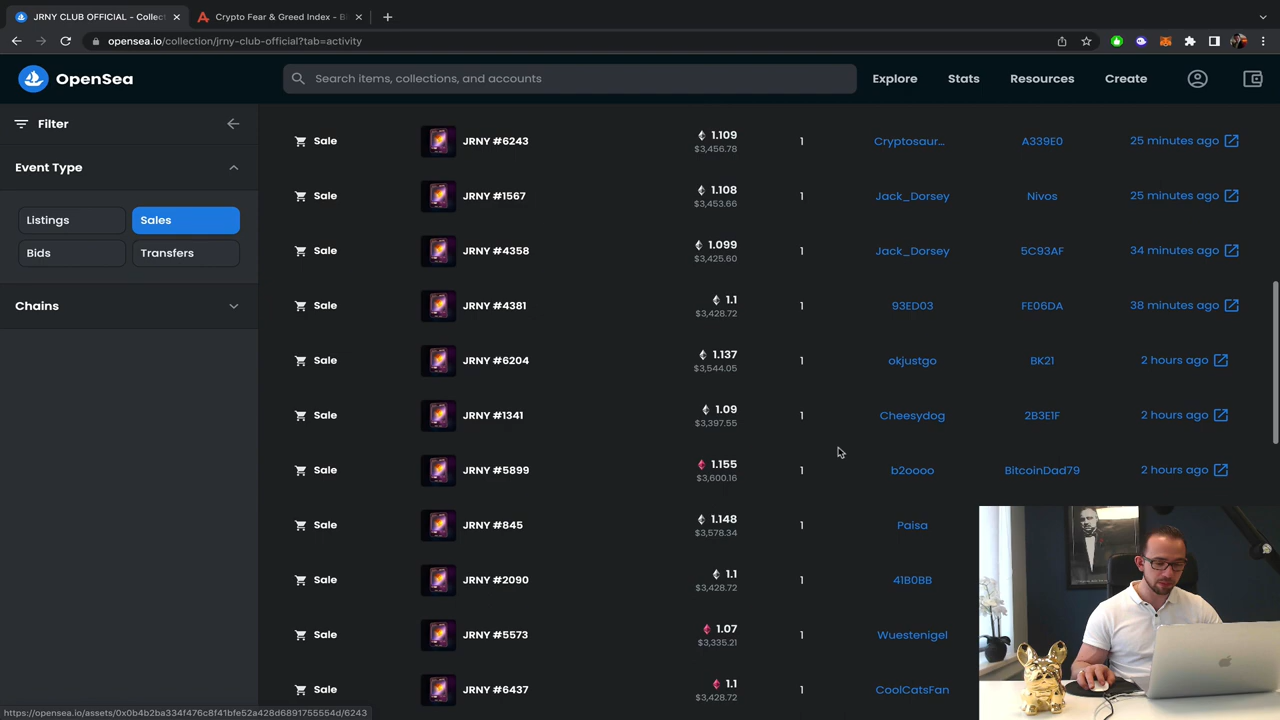 JRNY CLUB OFFICIAL - Collect
Crypto Fear & Greed Index - Bi
opensea.io/collection/jrny-club-official?tab=activity
OpenSea
Search items, collections, and accounts
Explore
Stats
Resources
Create
Filter
Event Type
Listings
Sales
Bids
Transfers
Chains
Sale JRNY #6243 1.109 1 Cryptosaur... A339E0 25 minutes ago
$3,456.78
Sale JRNY #1567 1.108 1 Jack_Dorsey Nivos 25 minutes ago
$3,453.66
Sale JRNY #4358 1.099 1 Jack_Dorsey 5C93AF 34 minutes ago
$3,425.60
Sale JRNY #4381 1.1 1 93ED03 FE06DA 38 minutes ago
$3,428.72
Sale JRNY #6204 1.137 1 okjustgo BK21 2 hours ago
$3,544.05
Sale JRNY #1341 1.09 1 Cheesydog 2B3E1F 2 hours ago
$3,397.55
Sale JRNY #5899 1.155 1 b2oooo BitcoinDad79 2 hours ago
$3,600.16
Sale JRNY #845 1.148 1 Paisa
$3,578.34
Sale JRNY #2090 1.1 1 41B0BB
$3,428.72
Sale JRNY #5573 1.07 1 Wuestenigel
$3,335.21
Sale JRNY #6437 1.1 1 CoolCatsFan
$3,428.72
https://opensea.io/assets/0x0b4b2ba334f476c8f41bfe52a428d6891755554d/6243